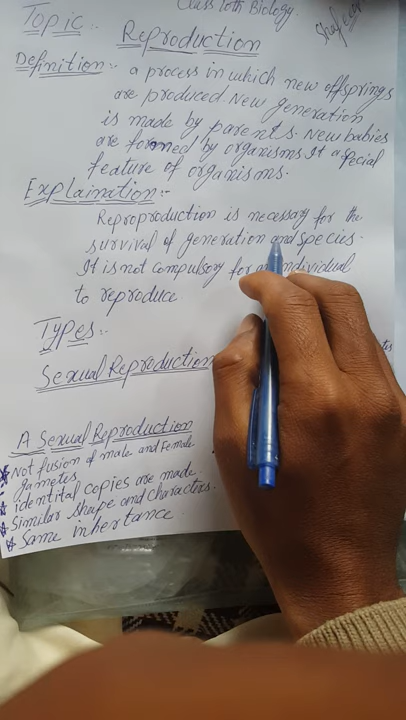 Class 10th Biology.
Topic:- Reproduction
Definition:- a process in which new offsprings
are produced. New generation
is made by parents. New babies
are formed by organisms It a special
feature of organisms.
Explaination:-
Reproproduction is necessary for the
survival of generation and species.
It is not compulsory for an individual
to reproduce
Types:-
Sexual Reproduction
A Sexual Reproduction
Not fusion of male and Female
gametes
identital copies are made.
Similar shape and characters.
Same inhertance